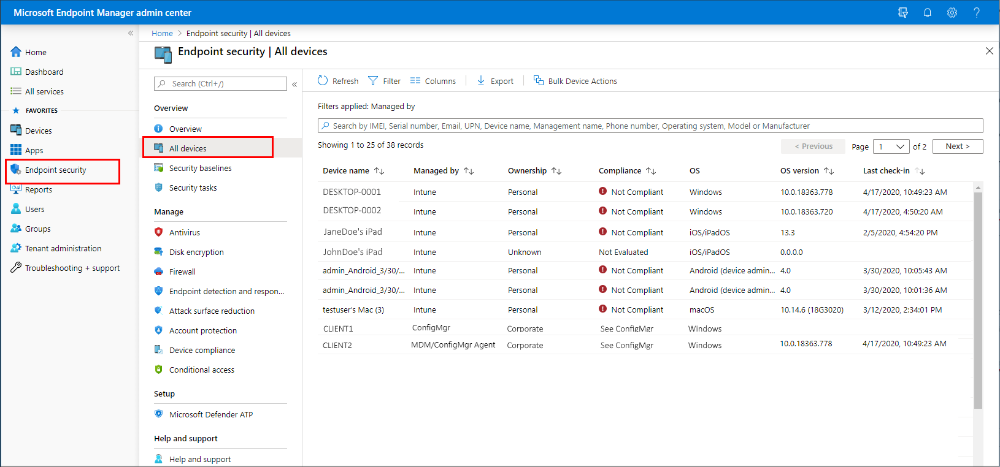 Microsoft Endpoint Manager admin center
Home > Endpoint security | All devices
Endpoint security | All devices
Home
Dashboard
All services
FAVORITES
Devices
Apps
Endpoint security
Reports
Users
Groups
Tenant administration
Troubleshooting + support
Search (Ctrl+/)
Overview
Overview
All devices
Security baselines
Security tasks
Manage
Antivirus
Disk encryption
Firewall
Endpoint detection and respon...
Attack surface reduction
Account protection
Device compliance
Conditional access
Setup
Microsoft Defender ATP
Help and support
Help and support
Refresh Filter Columns Export Bulk Device Actions
Filters applied: Managed by
Search by IMEI, Serial number, Email, UPN, Device name, Management name, Phone number, Operating system, Model or Manufacturer
Showing 1 to 25 of 38 records
< Previous Page 1 of 2 Next >
Device name Managed by Ownership Compliance OS OS version Last check-in
DESKTOP-0001 Intune Personal Not Compliant Windows 10.0.18363.778 4/17/2020, 10:49:23 AM
DESKTOP-0002 Intune Personal Not Compliant Windows 10.0.18363.720 4/17/2020, 4:50:20 AM
JaneDoe's iPad Intune Personal Not Compliant iOS/iPadOS 13.3 2/5/2020, 4:54:20 PM
JohnDoe's iPad Intune Unknown Not Evaluated iOS/iPadOS 0.0.0.0
admin_Android_3/30/... Intune Personal Not Compliant Android (device admin... 4.0 3/30/2020, 10:05:43 AM
admin_Android_3/30/... Intune Personal Not Compliant Android (device admin... 4.0 3/30/2020, 10:01:36 AM
testuser's Mac (3) Intune Personal Not Compliant macOS 10.14.6 (18G3020) 3/12/2020, 2:34:01 PM
CLIENT1 ConfigMgr Corporate See ConfigMgr Windows
CLIENT2 MDM/ConfigMgr Agent Corporate See ConfigMgr Windows 10.0.18363.778 4/17/2020, 10:49:23 AM